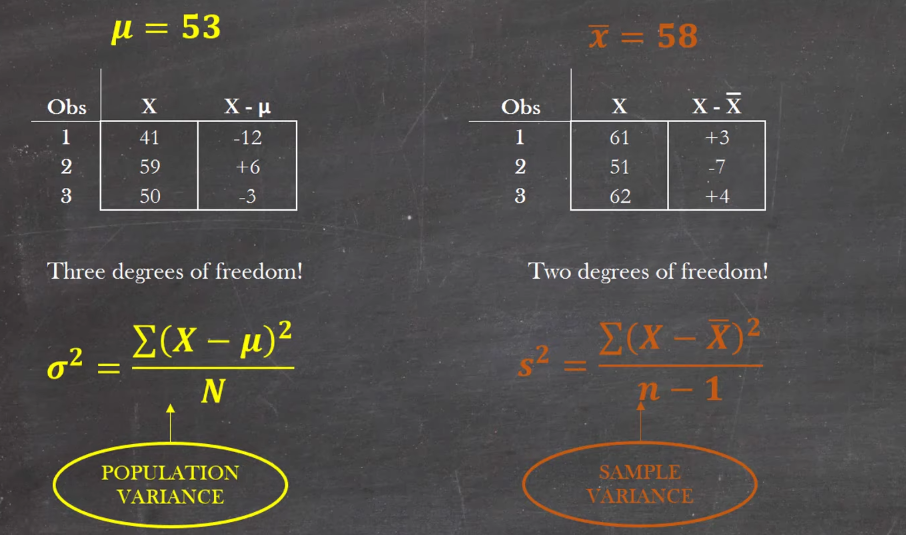 μ = 53
Obs X X - μ
1 41 -12
2 59 +6
3 50 -3
Three degrees of freedom!
σ² = ∑(X − μ)² / N
POPULATION
VARIANCE
x̅ = 58
Obs X X - X̅
1 61 +3
2 51 -7
3 62 +4
Two degrees of freedom!
s² = ∑(X − X̅)² / n − 1
SAMPLE
VARIANCE